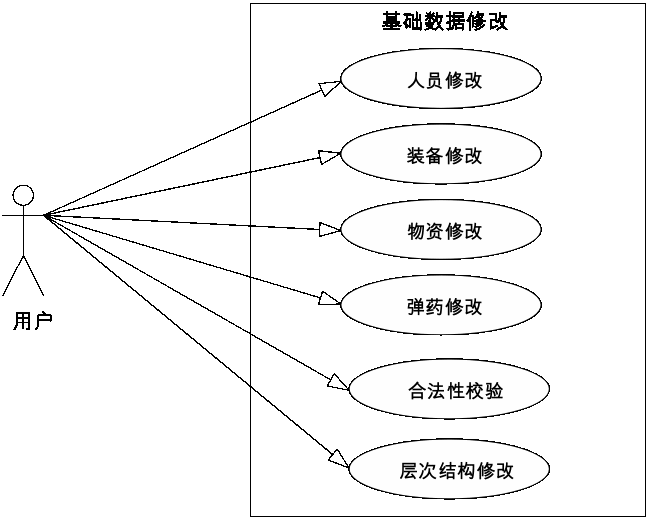 基础数据修改
人员修改
装备修改
物资修改
弹药修改
用户
合法性校验
层次结构修改